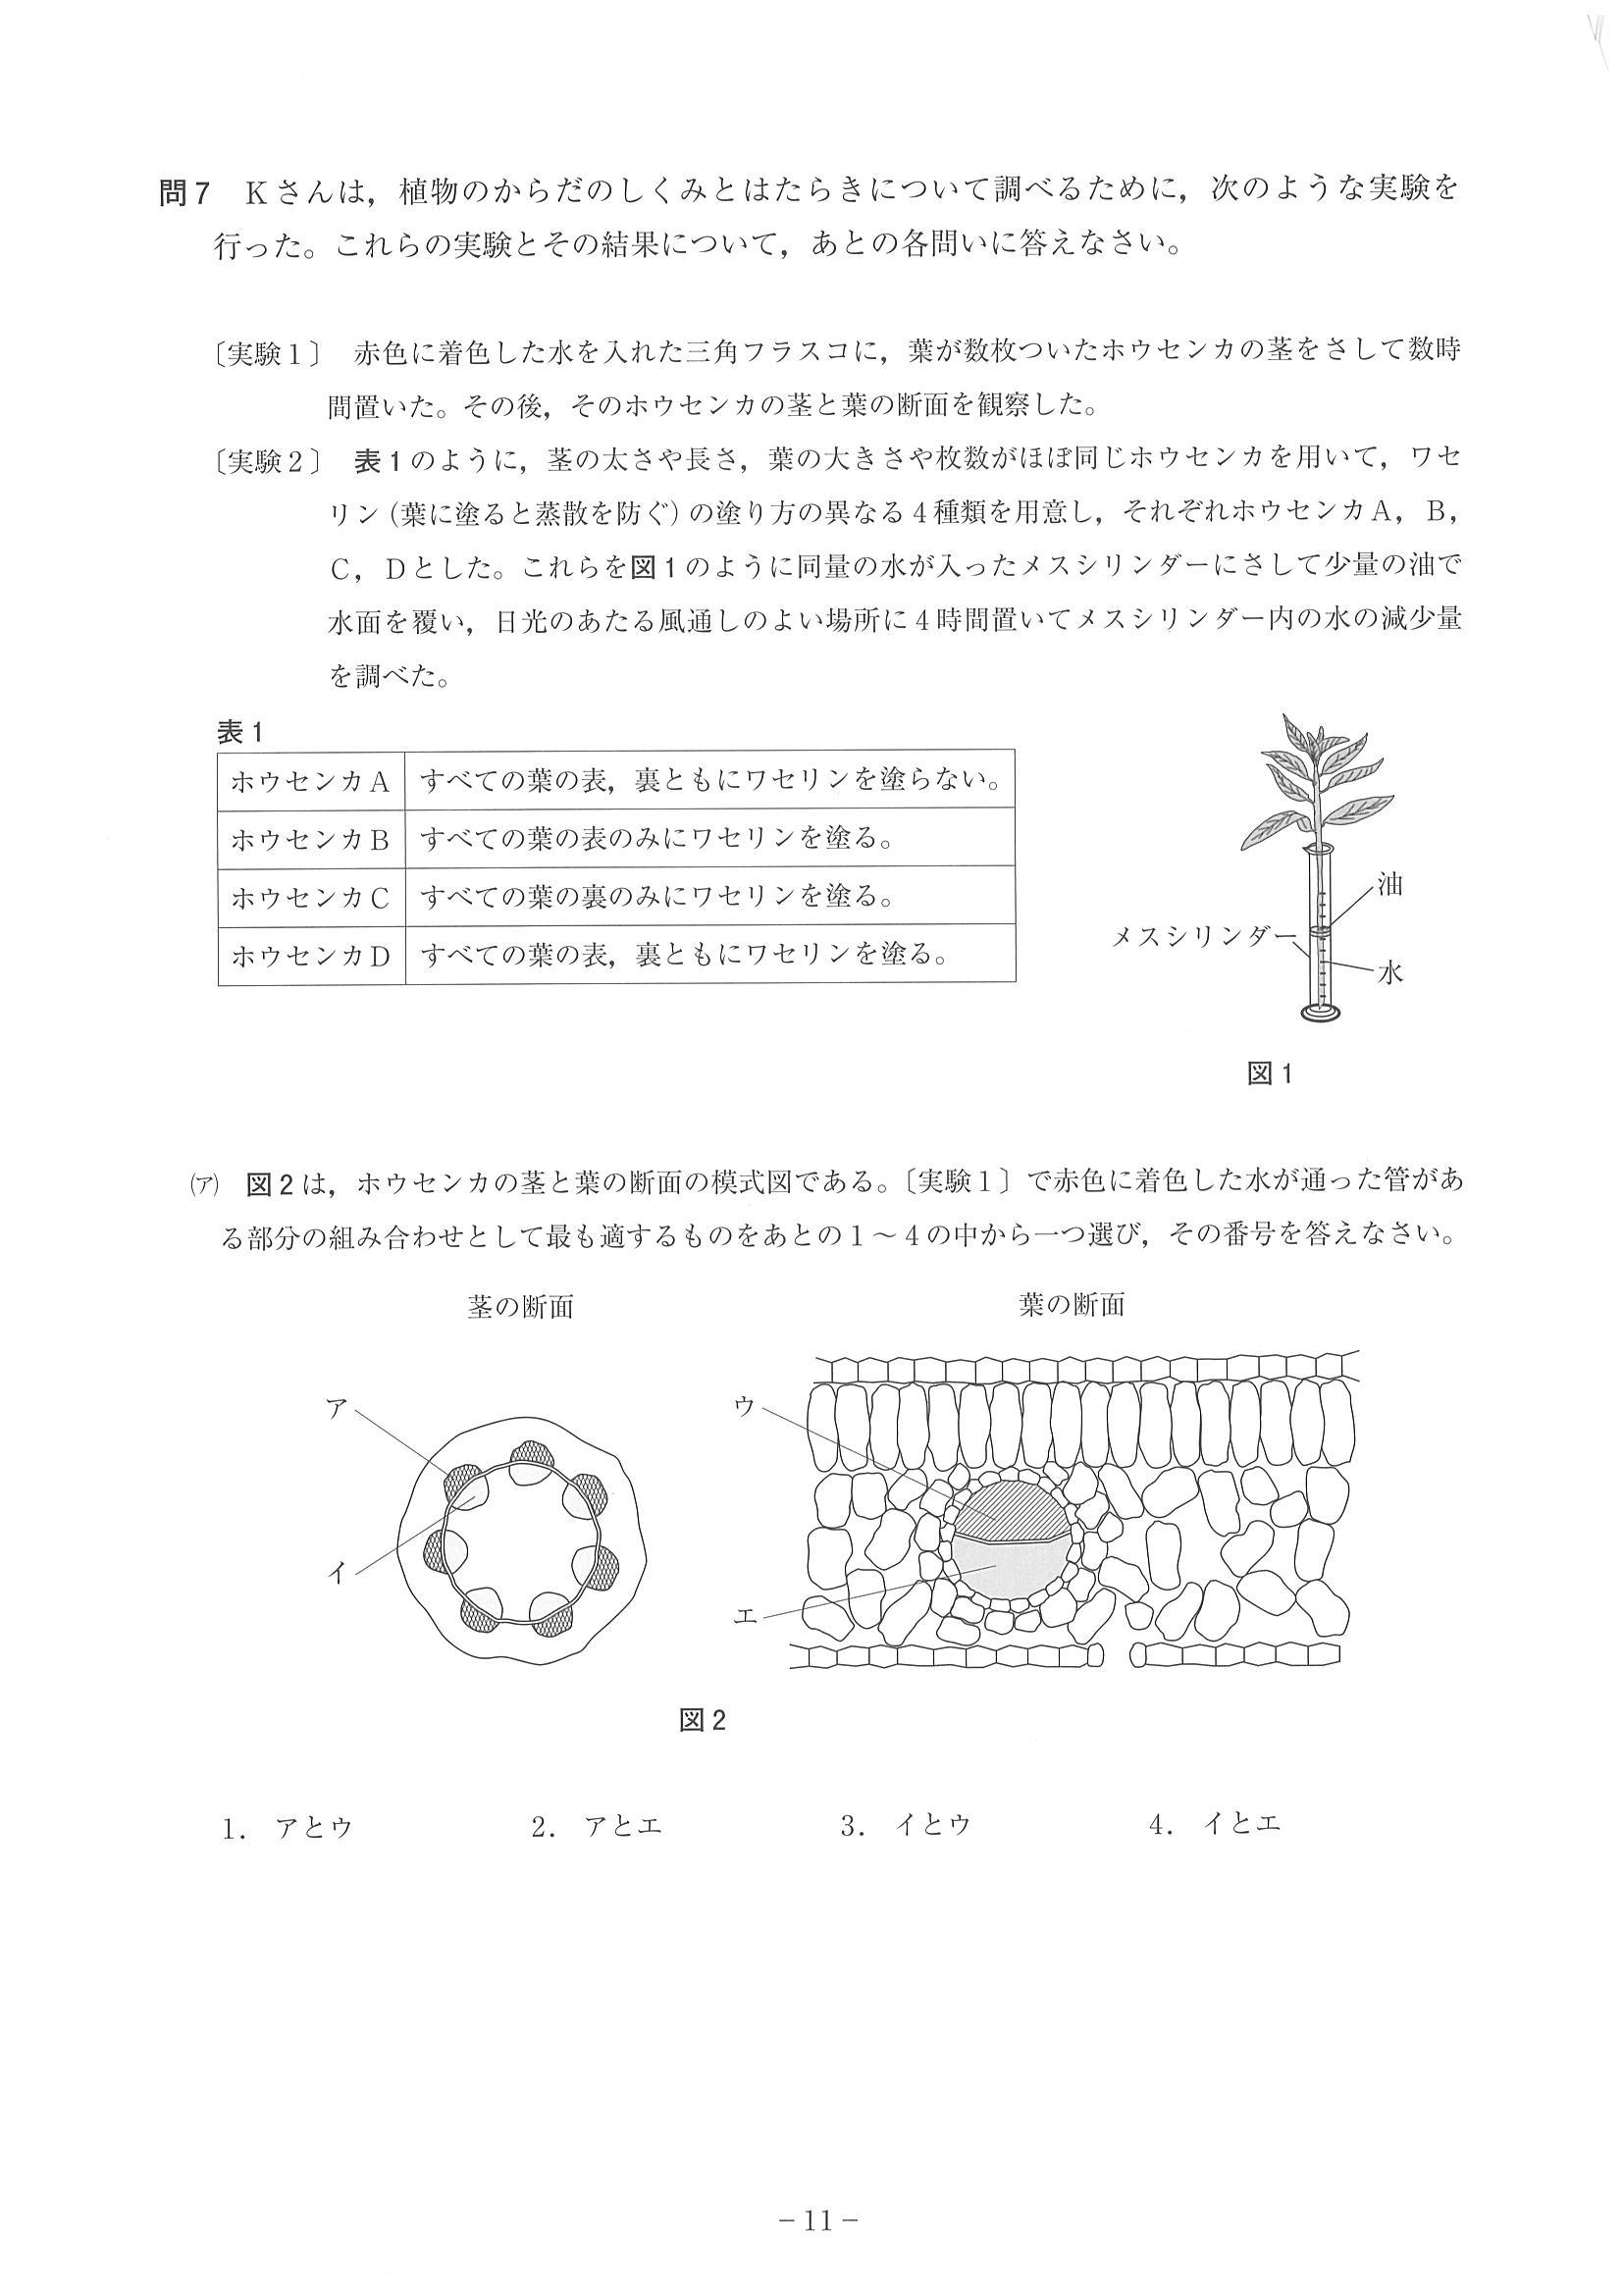 問7 Kさんは，植物のからだのしくみとはたらきについて調べるために，次のような実験を
行った。これらの実験とその結果について，あとの各問いに答えなさい。
〔実験1〕 赤色に着色した水を入れた三角フラスコに，葉が数枚ついたホウセンカの茎をさして数時
間置いた。その後，そのホウセンカの茎と葉の断面を観察した。
〔実験2〕 表1のように，茎の太さや長さ，葉の大きさや枚数がほぼ同じホウセンカを用いて，ワセ
リン（葉に塗ると蒸散を防ぐ）の塗り方の異なる4種類を用意し，それぞれホウセンカA，B，
C，Dとした。これらを図1のように同量の水が入ったメスシリンダーにさして少量の油で
水面を覆い，日光のあたる風通しのよい場所に4時間置いてメスシリンダー内の水の減少量
を調べた。
表1
ホウセンカA すべての葉の表，裏ともにワセリンを塗らない。
ホウセンカB すべての葉の表のみにワセリンを塗る。
ホウセンカC すべての葉の裏のみにワセリンを塗る。
ホウセンカD すべての葉の表，裏ともにワセリンを塗る。
油
メスシリンダー
水
図1
(ア) 図2は，ホウセンカの茎と葉の断面の模式図である。〔実験1〕で赤色に着色した水が通った管があ
る部分の組み合わせとして最も適するものをあとの1～4の中から一つ選び，その番号を答えなさい。
茎の断面 葉の断面
ア
イ
ウ
エ
図2
1． アとウ 2． アとエ 3． イとウ 4． イとエ
－11－